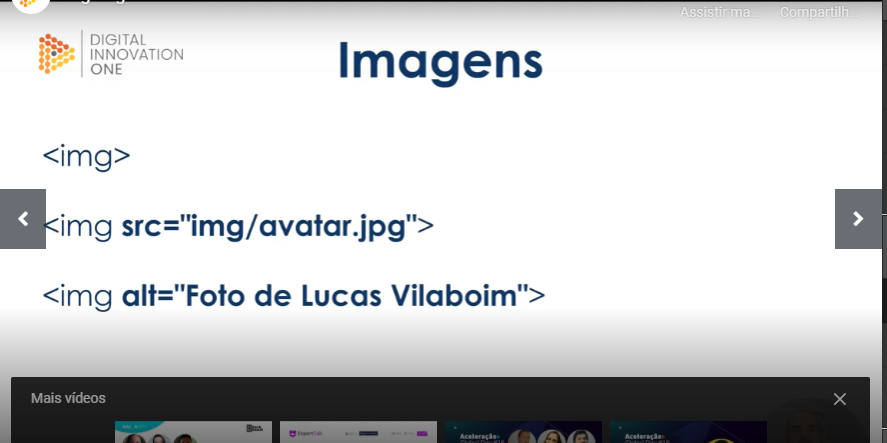 Assistir ma...
Compartilh...
DIGITAL
INNOVATION
ONE
Imagens
<img>
<img src="img/avatar.jpg">
<img alt="Foto de Lucas Vilaboim">
Mais vídeos
Aceleração
Aceleração